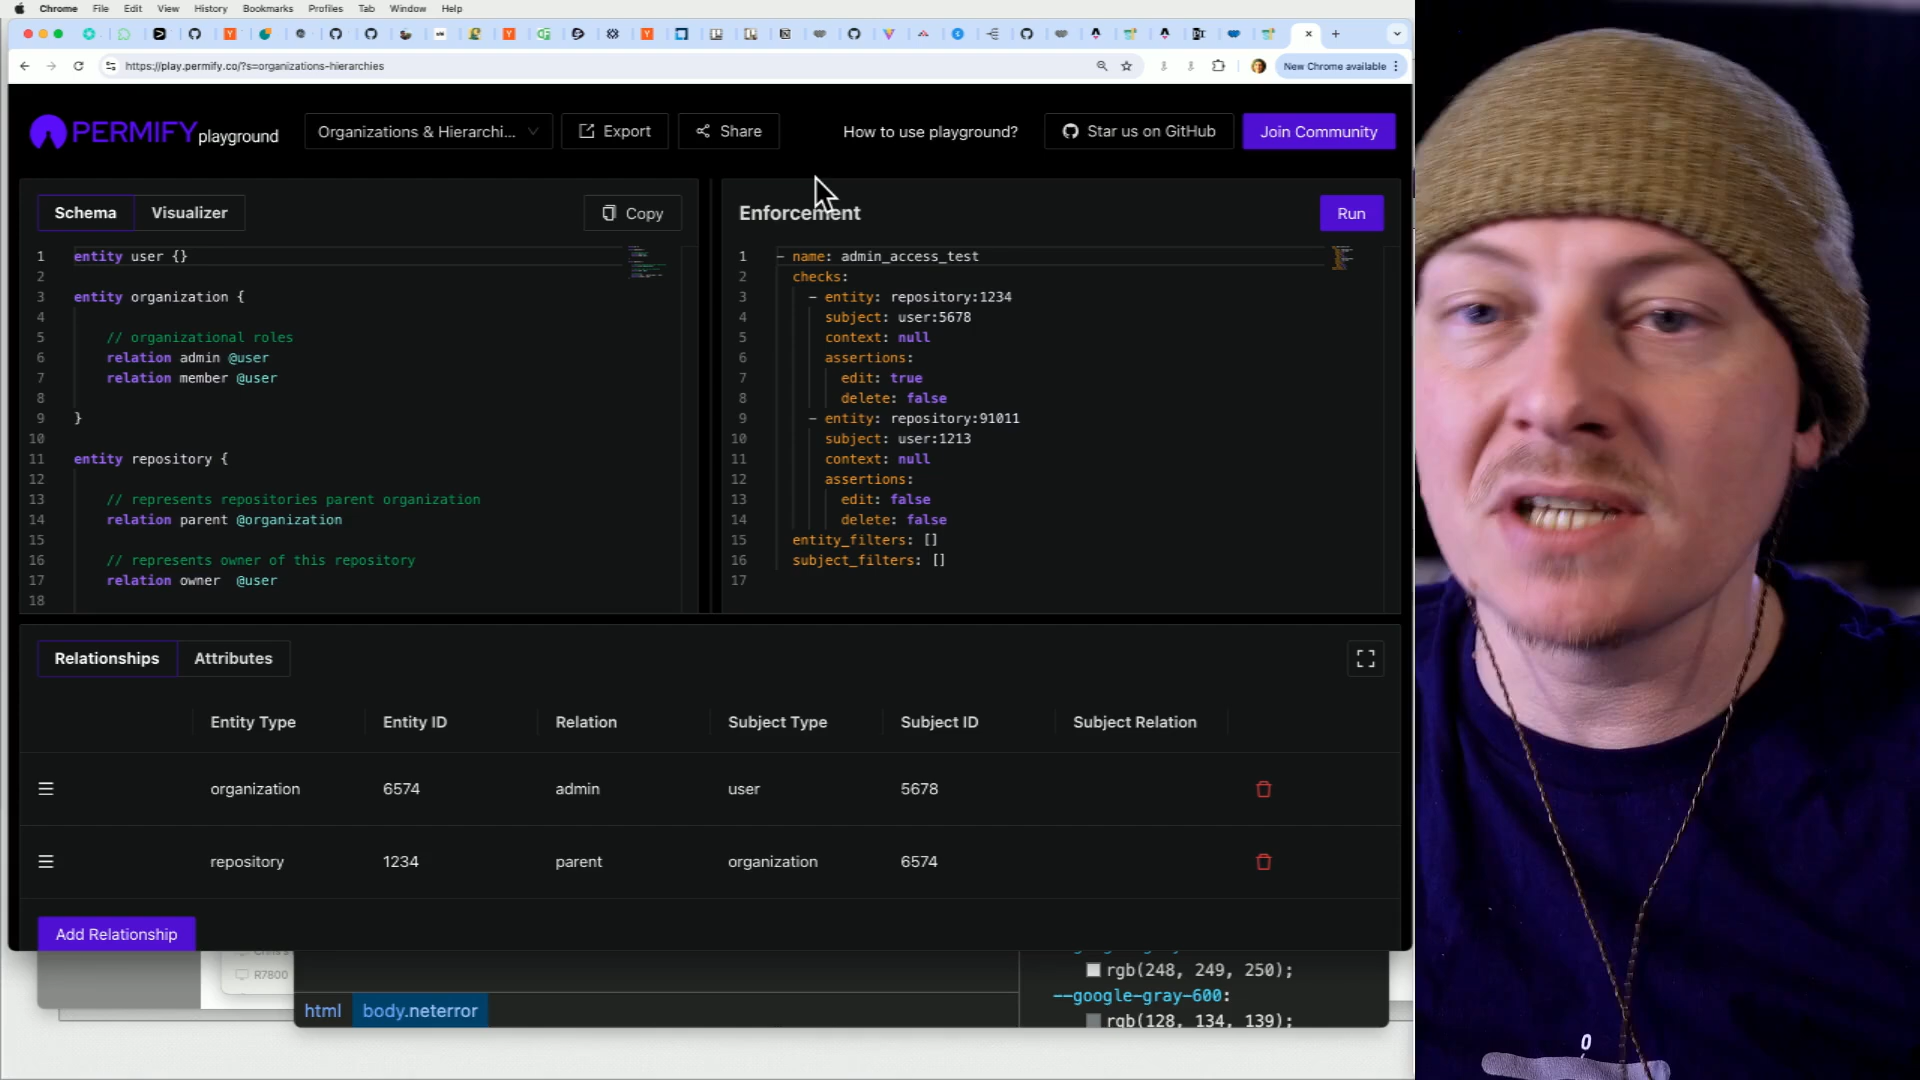 Chrome File Edit View History Bookmarks Profiles Tab Window Help
https://play.permify.co/?s=organizations-hierarchies
New Chrome available
PERMIFY playground
Organizations & Hierarchi...
Export
Share
How to use playground?
Star us on GitHub
Join Community
Schema
Visualizer
Copy
1 entity user {}
2
3 entity organization {
4
5 // organizational roles
6 relation admin @user
7 relation member @user
8
9 }
10
11 entity repository {
12
13 // represents repositories parent organization
14 relation parent @organization
15
16 // represents owner of this repository
17 relation owner @user
18
Enforcement
Run
1 - name: admin_access_test
2 checks:
3 - entity: repository:1234
4 subject: user:5678
5 context: null
6 assertions:
7 edit: true
8 delete: false
9 - entity: repository:91011
10 subject: user:1213
11 context: null
12 assertions:
13 edit: false
14 delete: false
15 entity_filters: []
16 subject_filters: []
17
Relationships
Attributes
Entity Type Entity ID Relation Subject Type Subject ID Subject Relation
organization 6574 admin user 5678
repository 1234 parent organization 6574
Add Relationship
R7800
rgb(248, 249, 250);
--google-gray-600:
rgb(128, 134, 139);
html body.neterror